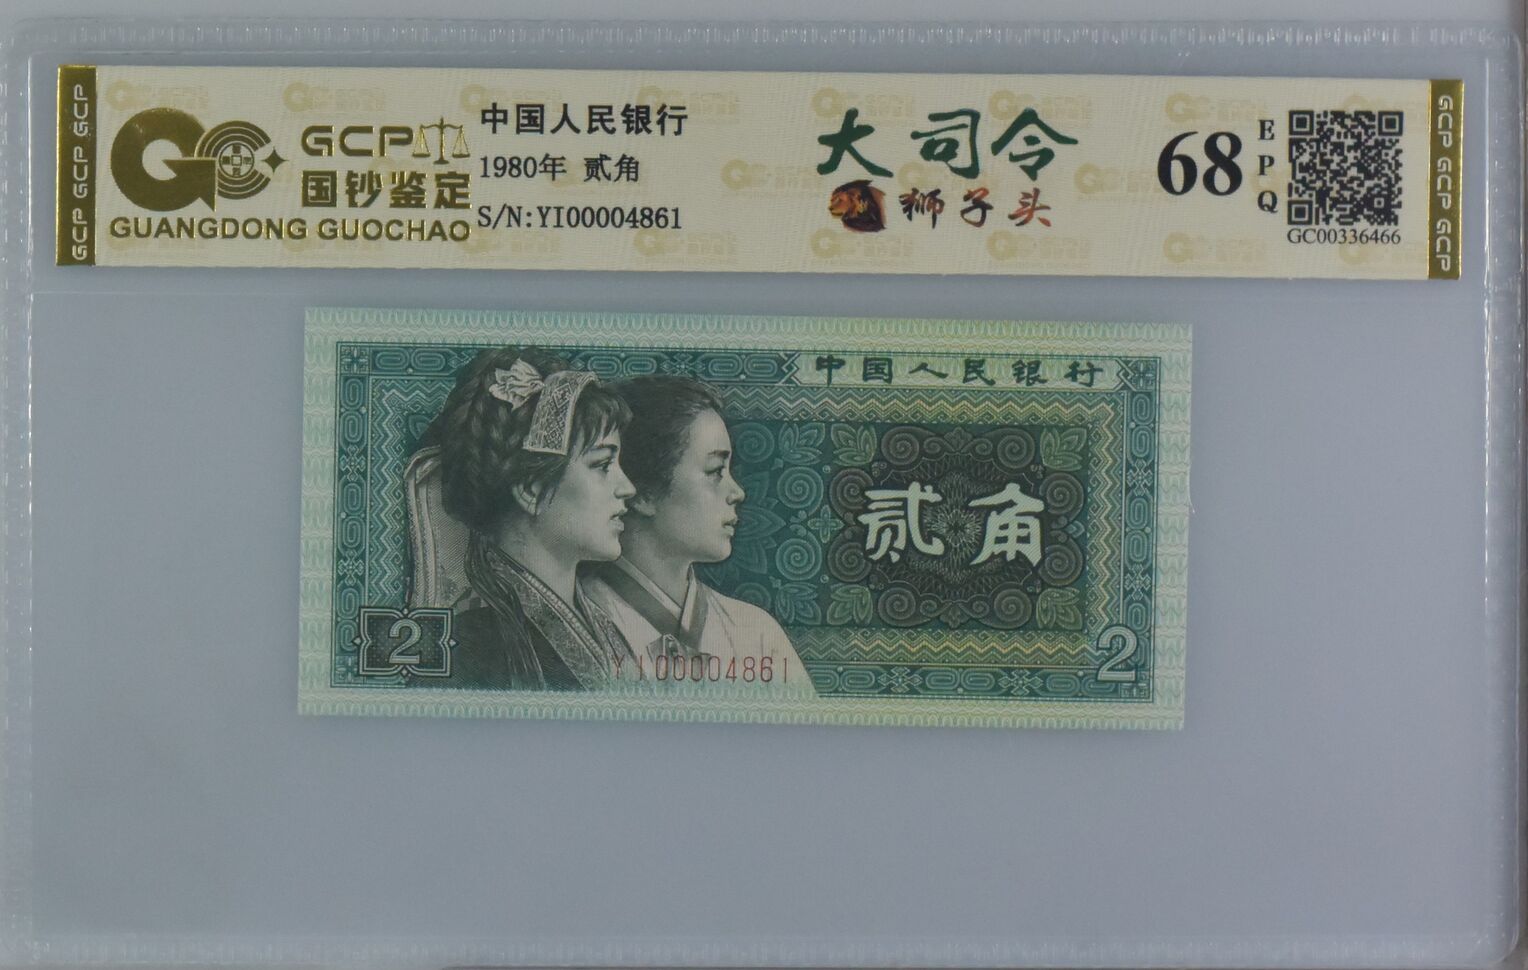 GCP GCP GCP
GCP
国钞鉴定
GUANGDONG GUOCHAO
中国人民银行
1980年 贰角
S/N:YI00004861
大司令
狮子头
68
EPQ
GC00336466
GCP GCP GCP
中国人民银行
贰角
2
YI00004861
2